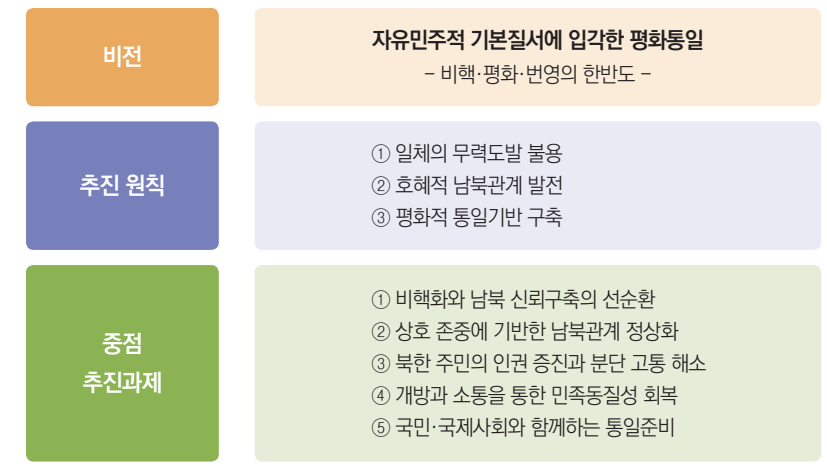 비전
자유민주적 기본질서에 입각한 평화통일
– 비핵·평화·번영의 한반도 –
추진 원칙
① 일체의 무력도발 불용
② 호혜적 남북관계 발전
③ 평화적 통일기반 구축
중점
추진과제
① 비핵화와 남북 신뢰구축의 선순환
② 상호 존중에 기반한 남북관계 정상화
③ 북한 주민의 인권 증진과 분단 고통 해소
④ 개방과 소통을 통한 민족동질성 회복
⑤ 국민·국제사회와 함께하는 통일준비